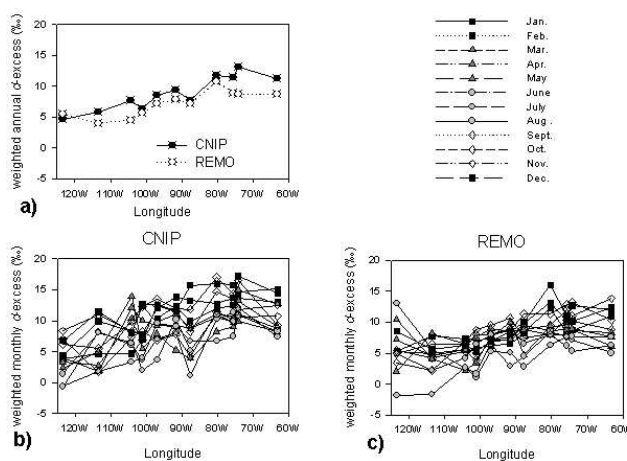 weighted annual d-excess (‰)
20
15
10
5
0
-5
CNIP
REMO
120W 110W 100W 90W 80W 70W 60W
Longitude
a)
Jan.
Feb.
Mar.
Apr.
May
June
July
Aug.
Sept.
Oct.
Nov.
Dec.
CNIP
weighted monthly d-excess (‰)
20
15
10
5
0
-5
120W 110W 100W 90W 80W 70W 60W
b)
Longitude
REMO
weighted monthly d-excess (‰)
20
15
10
5
0
-5
120W 110W 100W 90W 80W 70W 60W
c)
Longitude